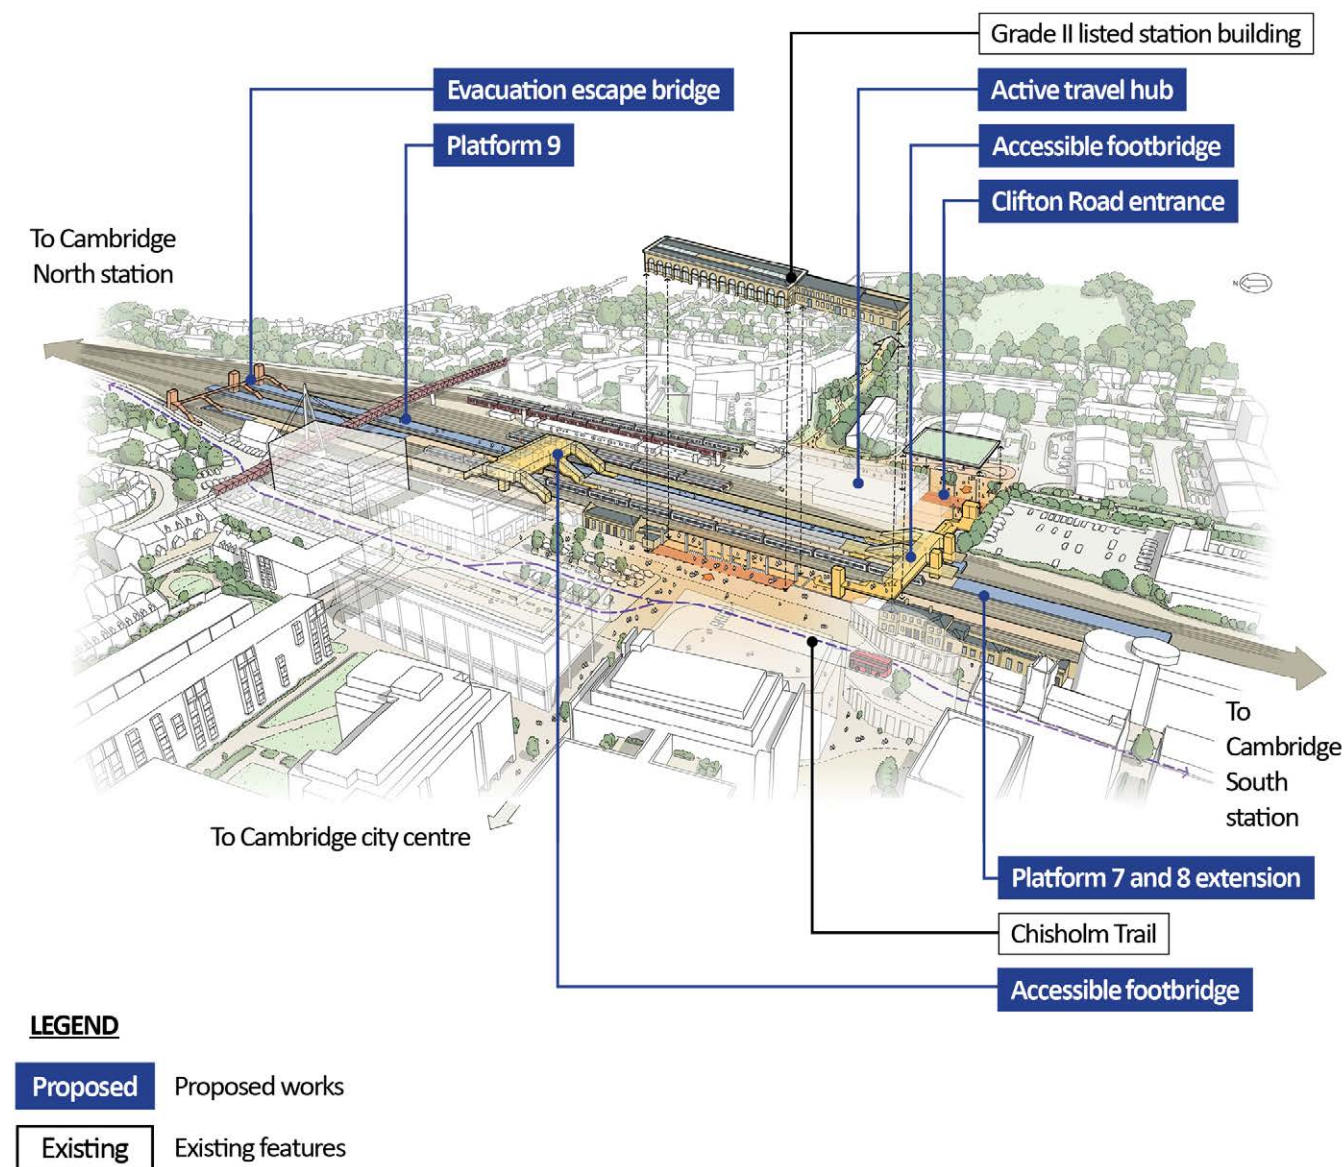 Grade II listed station building
Evacuation escape bridge
Active travel hub
Platform 9
Accessible footbridge
Clifton Road entrance
To Cambridge
North station
N
To
Cambridge
South
station
To Cambridge city centre
Platform 7 and 8 extension
Chisholm Trail
Accessible footbridge
LEGEND
Proposed Proposed works
Existing Existing features